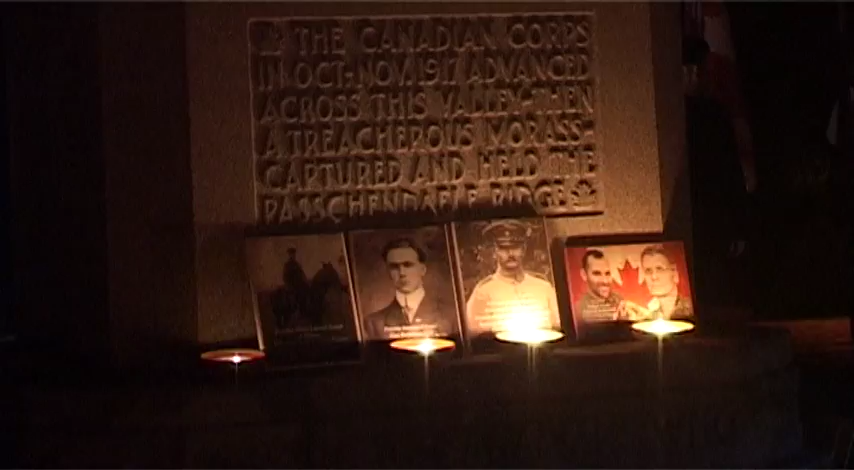 THE CANADIAN CORPS
IN OCT.-NOV. 1917 ADVANCED
ACROSS THIS VALLEY-THEN
A TREACHEROUS MORASS-
CAPTURED AND HELD THE
PASSCHENDAELE RIDGE